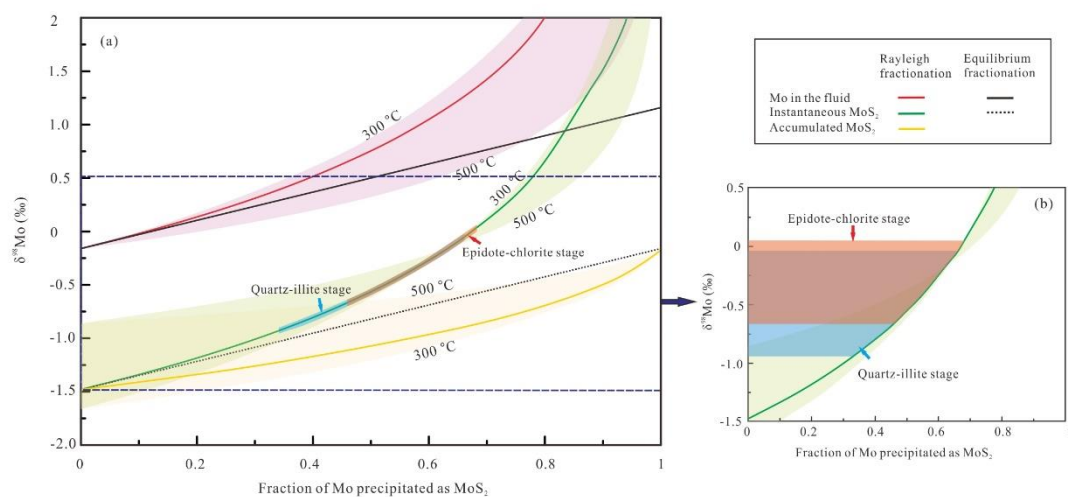 (a)
2
1.5
1
0.5
0
-0.5
-1.0
-1.5
-2.0
δ⁹⁸Mo (‰)
0
0.2
0.4
0.6
0.8
1
Fraction of Mo precipitated as MoS₂
300 °C
500 °C
300 °C
500 °C
Epidote-chlorite stage
Quartz-illite stage
500 °C
300 °C
Rayleigh Equilibrium
fractionation fractionation
Mo in the fluid
Instantaneous MoS₂
Accumulated MoS₂
(b)
0.5
0
-0.5
-1.0
-1.5
δ⁹⁸Mo (‰)
Epidote-chlorite stage
Quartz-illite stage
0
0.2
0.4
0.6
0.8
Fraction of Mo precipitated as MoS₂